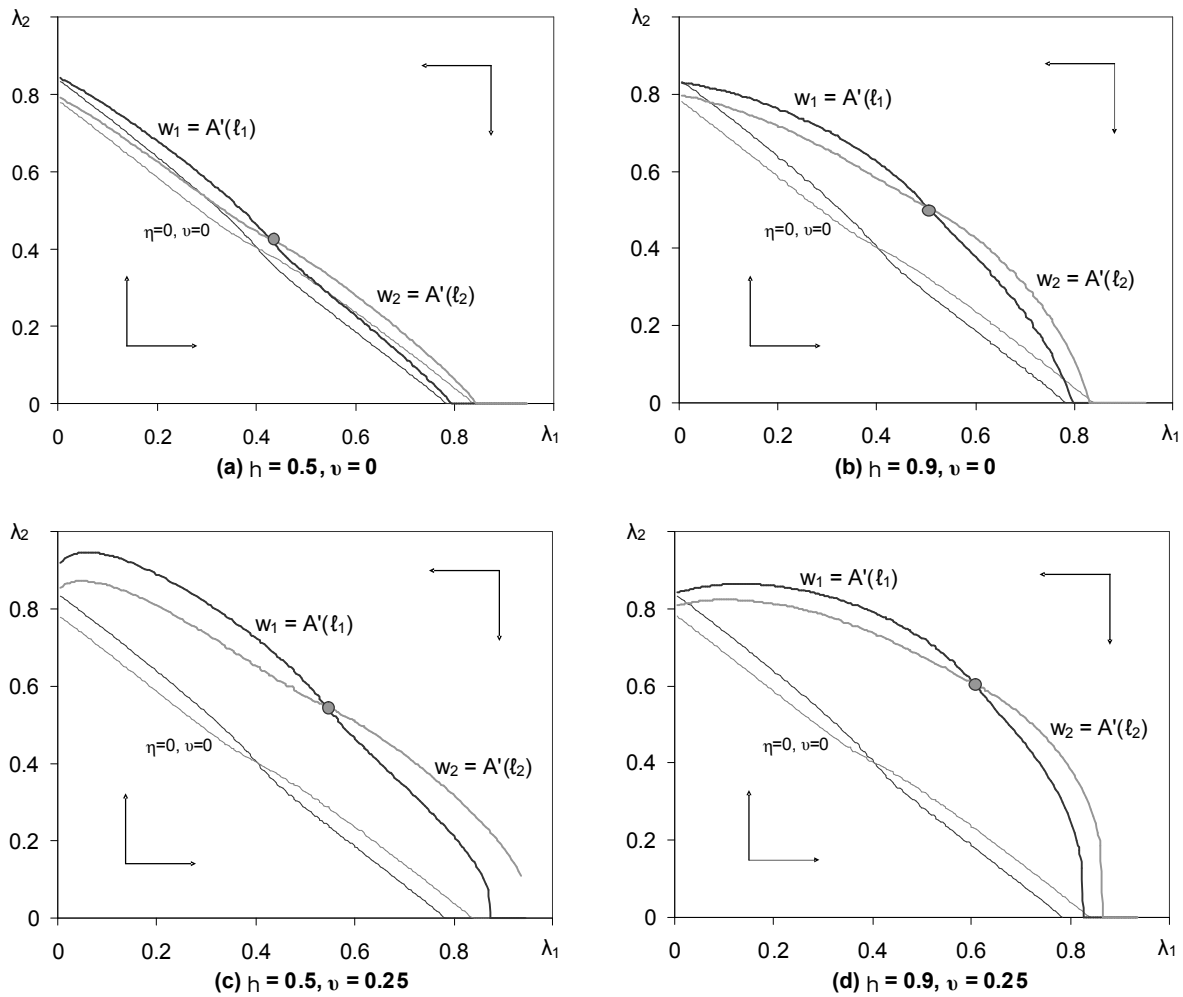 λ₂
0.8
0.6
0.4
0.2
0
w₁ = A'(ℓ₁)
η=0, υ=0
w₂ = A'(ℓ₂)
0 0.2 0.4 0.6 0.8 λ₁
(a) h = 0.5, υ = 0
λ₂
0.8
0.6
0.4
0.2
0
w₁ = A'(ℓ₁)
η=0, υ=0
w₂ = A'(ℓ₂)
0 0.2 0.4 0.6 0.8 λ₁
(b) h = 0.9, υ = 0
λ₂
0.8
0.6
0.4
0.2
0
w₁ = A'(ℓ₁)
η=0, υ=0
w₂ = A'(ℓ₂)
0 0.2 0.4 0.6 0.8 λ₁
(c) h = 0.5, υ = 0.25
λ₂
0.8
0.6
0.4
0.2
0
w₁ = A'(ℓ₁)
η=0, υ=0
w₂ = A'(ℓ₂)
0 0.2 0.4 0.6 0.8 λ₁
(d) h = 0.9, υ = 0.25